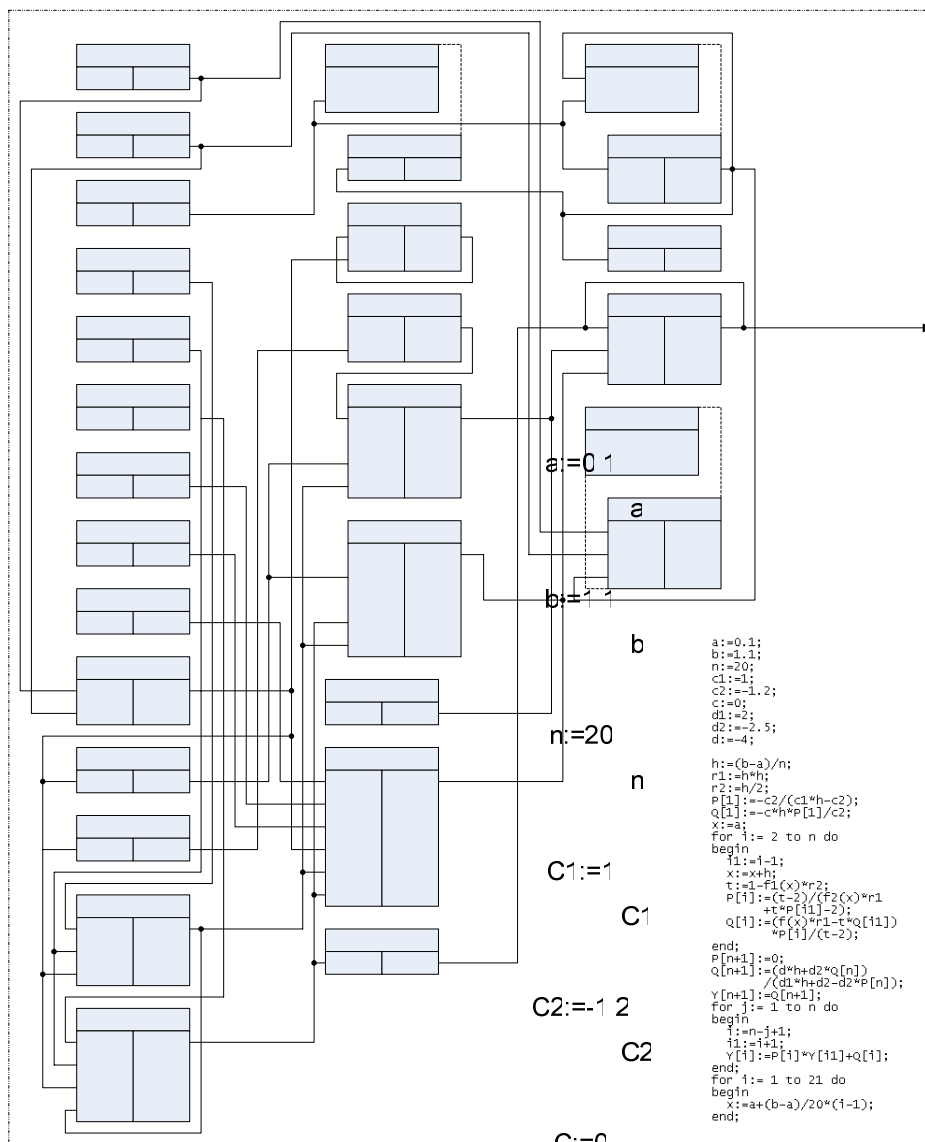 a:=0.1
a
b:=1.1
b
n:=20
n
C1:=1
C1
C2:=-1.2
C2
C:=0
a:=0.1;
b:=1.1;
n:=20;
c1:=1;
c2:=-1.2;
c:=0;
d1:=2;
d2:=-2.5;
d:=-4;
h:=(b-a)/n;
r1:=h*h;
r2:=h/2;
P[1]:=-c2/(c1*h-c2);
Q[1]:=-c*h*P[1]/c2;
x:=a;
for i:= 2 to n do
begin
i1:=i-1;
x:=x+h;
t:=1-f1(x)*r2;
P[i]:=(t-2)/(f2(x)*r1
+t*P[i1]-2);
Q[i]:=(f(x)*r1-t*Q[i1])
*P[i]/(t-2);
end;
P[n+1]:=0;
Q[n+1]:=(d*h+d2*Q[n])
/(d1*h+d2-d2*P[n]);
Y[n+1]:=Q[n+1];
for j:= 1 to n do
begin
i:=n-j+1;
i1:=i+1;
Y[i]:=P[i]*Y[i1]+Q[i];
end;
for i:= 1 to 21 do
begin
x:=a+(b-a)/20*(i-1);
end;